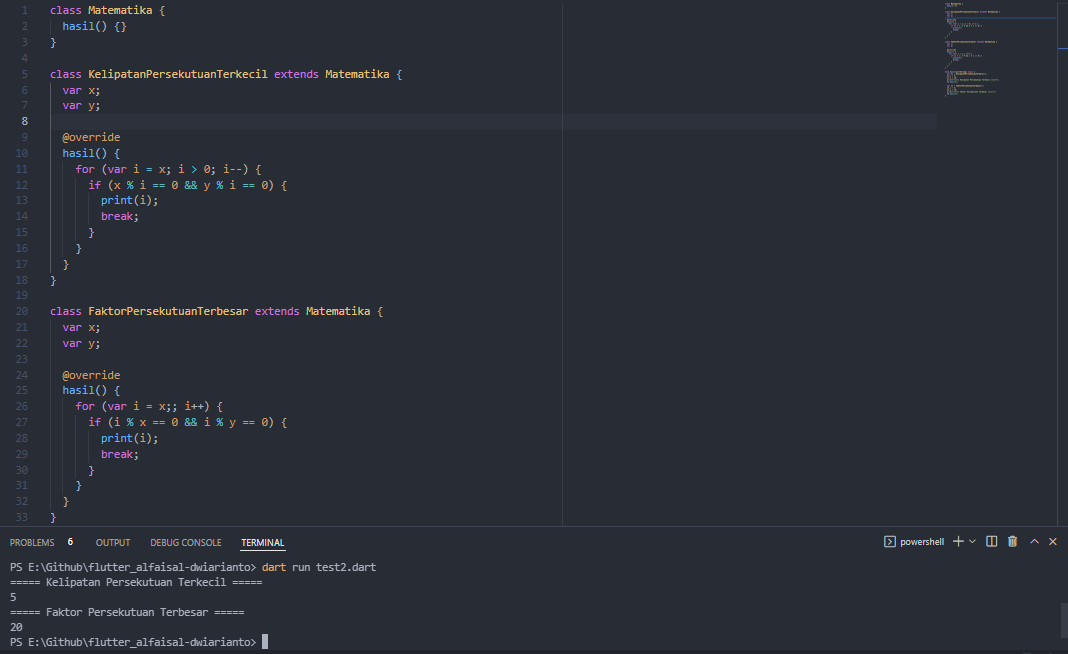 1 class Matematika {
2 hasil() {}
3 }
4
5 class KelipatanPersekutuanTerkecil extends Matematika {
6 var x;
7 var y;
8
9 @override
10 hasil() {
11 for (var i = x; i > 0; i--) {
12 if (x % i == 0 && y % i == 0) {
13 print(i);
14 break;
15 }
16 }
17 }
18 }
19
20 class FaktorPersekutuanTerbesar extends Matematika {
21 var x;
22 var y;
23
24 @override
25 hasil() {
26 for (var i = x;; i++) {
27 if (i % x == 0 && i % y == 0) {
28 print(i);
29 break;
30 }
31 }
32 }
33 }
PROBLEMS 6 OUTPUT DEBUG CONSOLE TERMINAL powershell
PS E:\Github\flutter_alfaisal-dwiarianto> dart run test2.dart
===== Kelipatan Persekutuan Terkecil =====
5
===== Faktor Persekutuan Terbesar =====
20
PS E:\Github\flutter_alfaisal-dwiarianto>